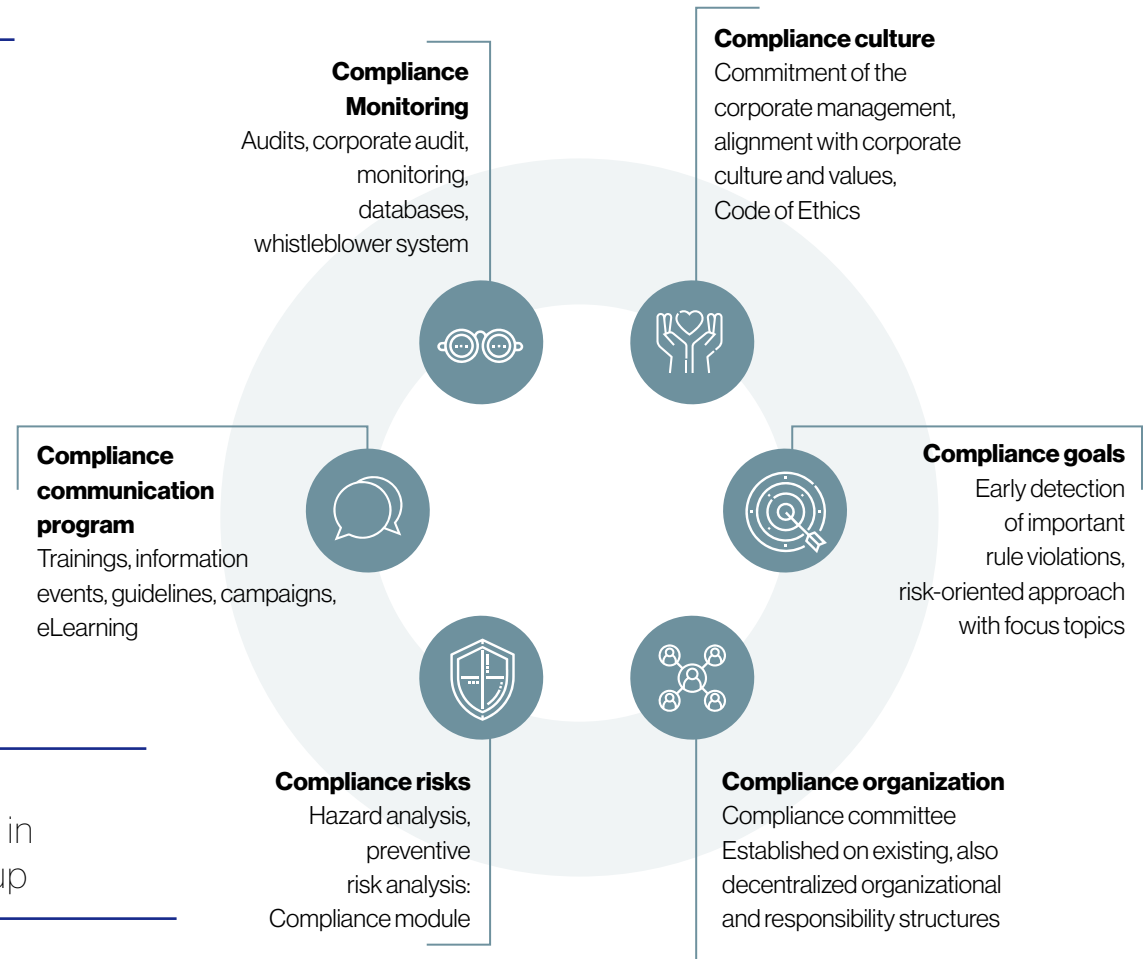 Compliance
Monitoring
Audits, corporate audit,
monitoring,
databases,
whistleblower system
Compliance culture
Commitment of the
corporate management,
alignment with corporate
culture and values,
Code of Ethics
Compliance
communication
program
Trainings, information
events, guidelines, campaigns,
eLearning
Compliance goals
Early detection
of important
rule violations,
risk-oriented approach
with focus topics
Compliance risks
Hazard analysis,
preventive
risk analysis:
Compliance module
Compliance organization
Compliance committee
Established on existing, also
decentralized organizational
and responsibility structures
in
up